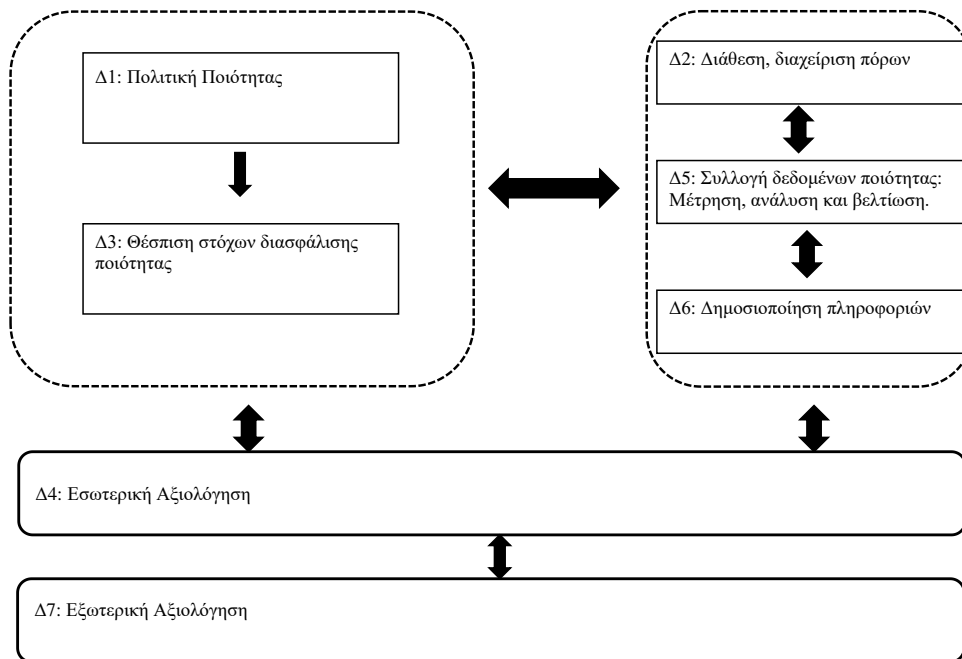 Δ1: Πολιτική Ποιότητας
Δ3: Θέσπιση στόχων διασφάλισης
ποιότητας
Δ2: Διάθεση, διαχείριση πόρων
Δ5: Συλλογή δεδομένων ποιότητας:
Μέτρηση, ανάλυση και βελτίωση.
Δ6: Δημοσιοποίηση πληροφοριών
Δ4: Εσωτερική Αξιολόγηση
Δ7: Εξωτερική Αξιολόγηση